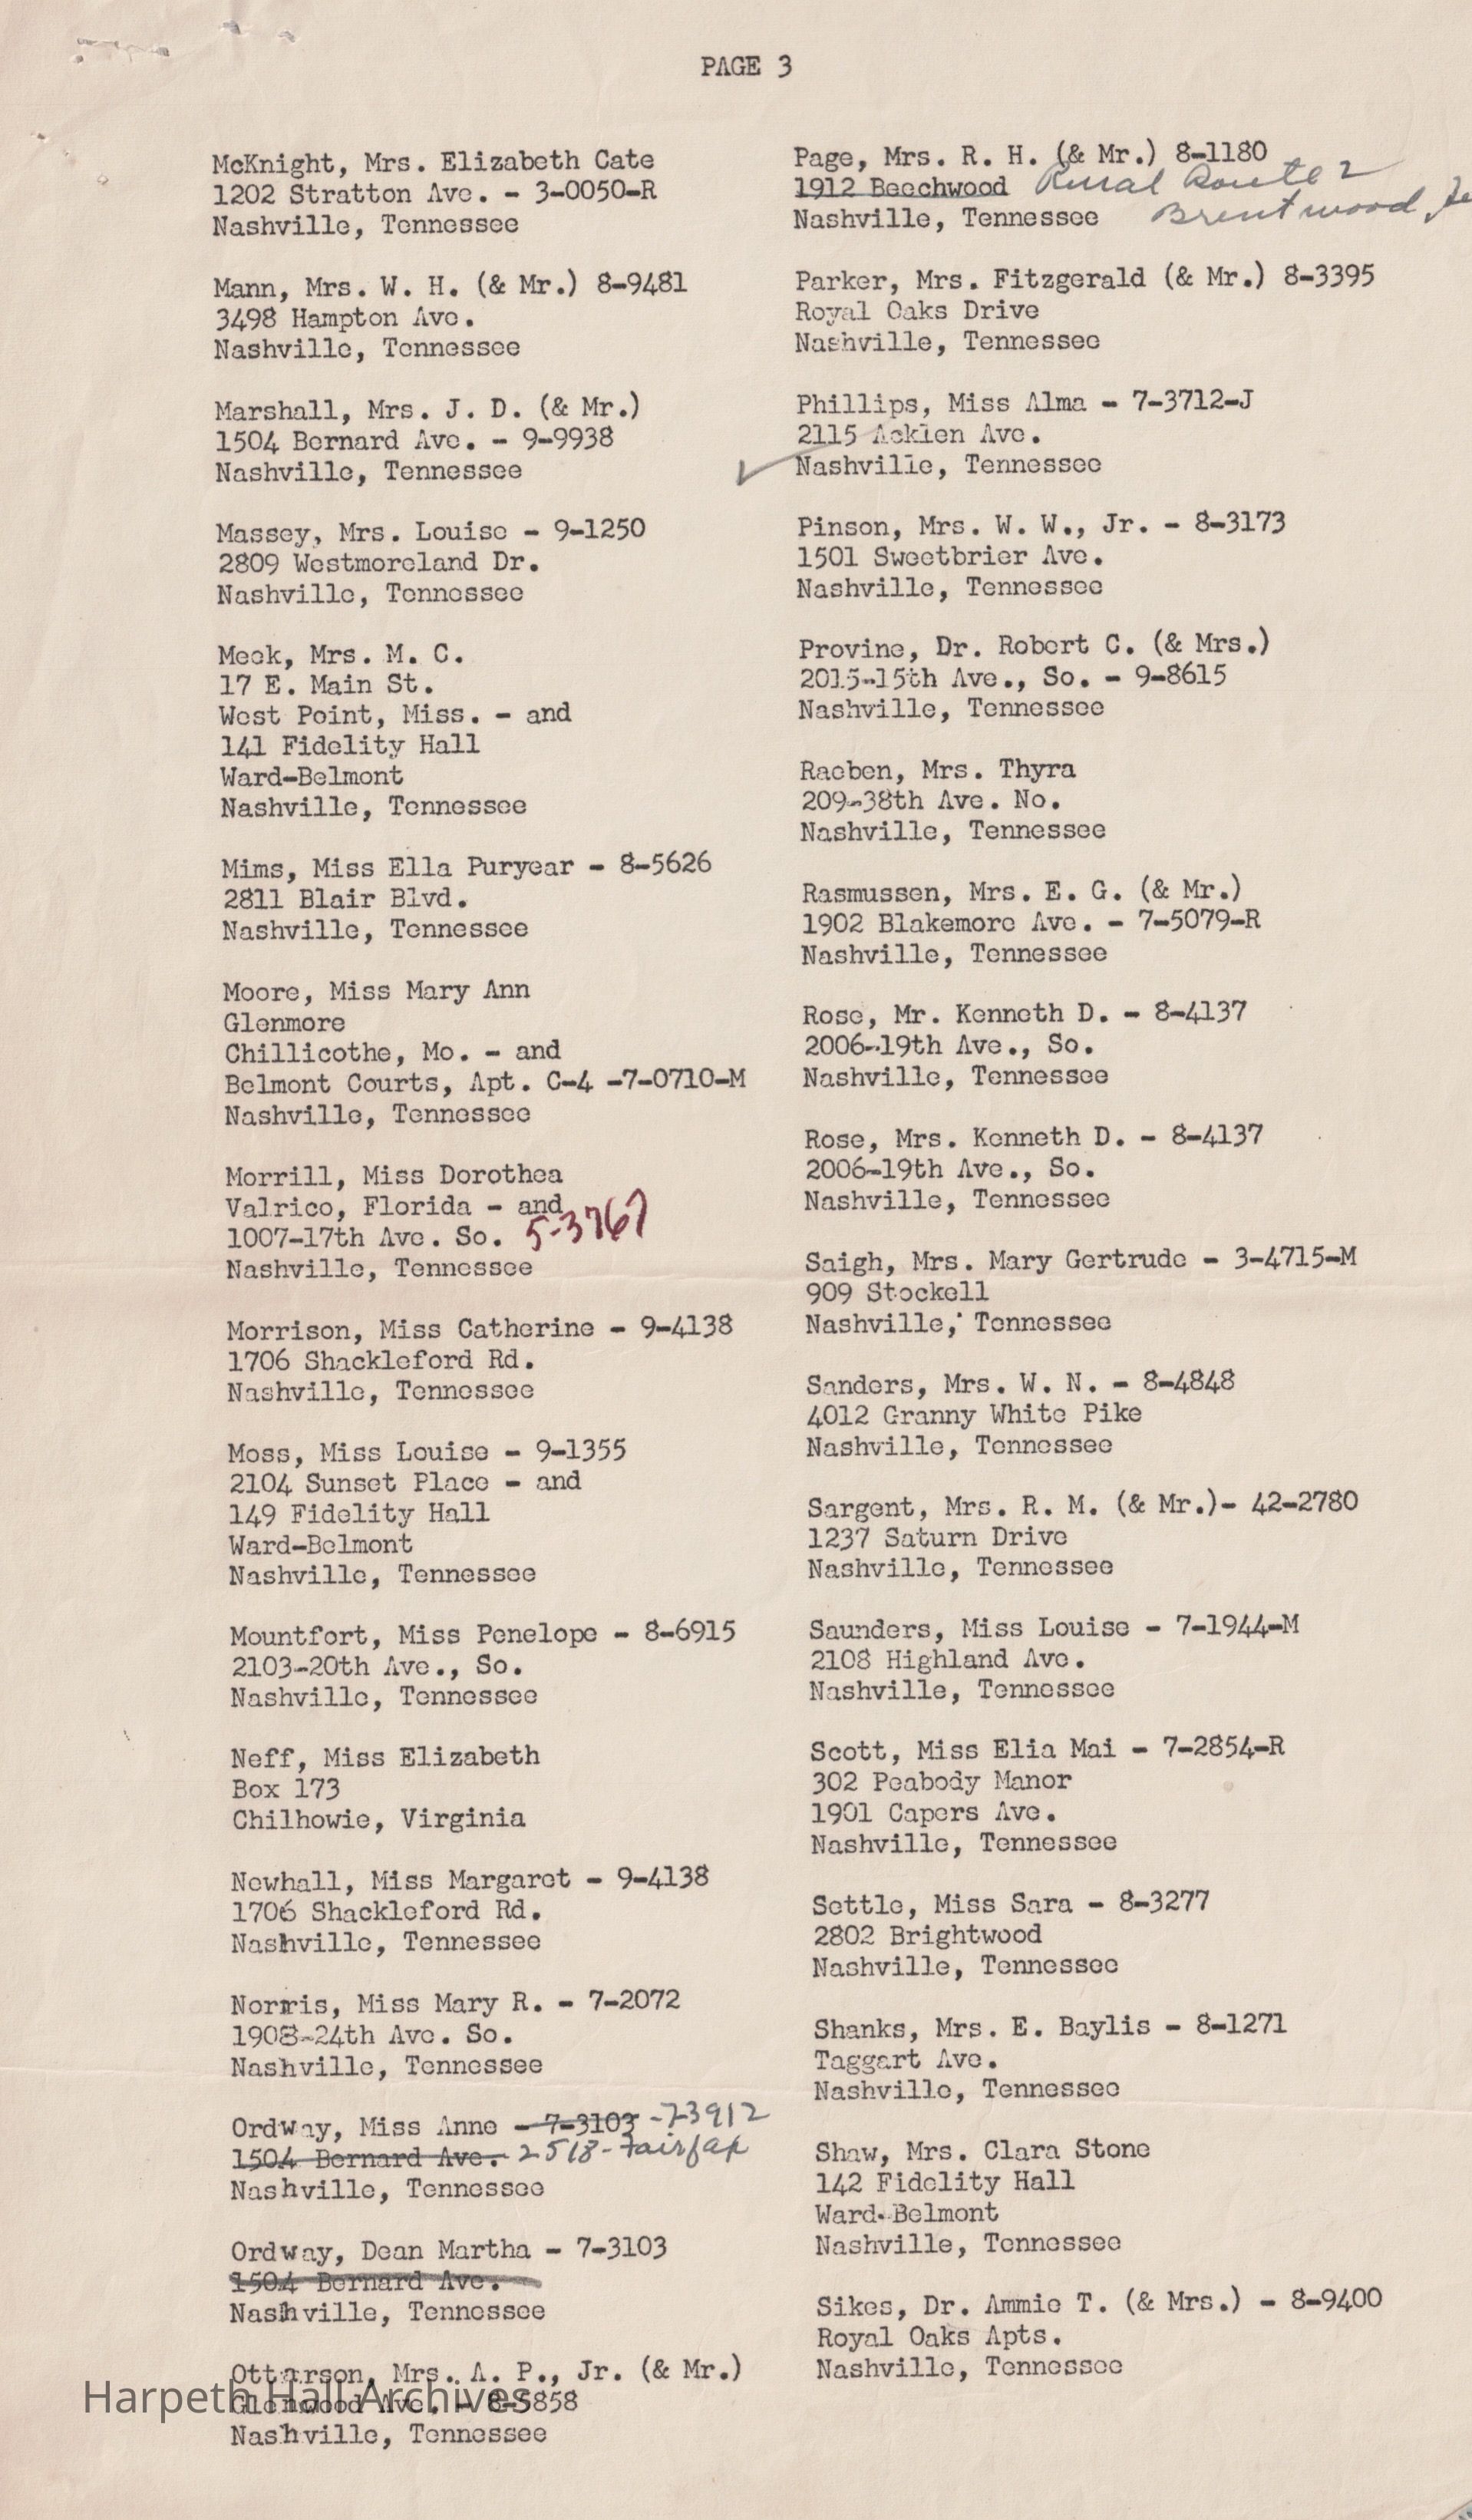 PAGE 3
McKnight, Mrs. Elizabeth Cate
1202 Stratton Ave. - 3-0050-R
Nashville, Tennessee
Mann, Mrs. W. H. (& Mr.) 8-9481
3498 Hampton Ave.
Nashville, Tennessee
Marshall, Mrs. J. D. (& Mr.)
1504 Bernard Ave. - 9-9938
Nashville, Tennessee
Massey, Mrs. Louise - 9-1250
2809 Westmoreland Dr.
Nashville, Tennessee
Meek, Mrs. M. C.
17 E. Main St.
West Point, Miss. - and
141 Fidelity Hall
Ward-Belmont
Nashville, Tennessee
Mims, Miss Ella Puryear - 8-5626
2811 Blair Blvd.
Nashville, Tennessee
Moore, Miss Mary Ann
Glenmore
Chillicothe, Mo. - and
Belmont Courts, Apt. C-4 -7-0710-M
Nashville, Tennessee
Morrill, Miss Dorothea
Valrico, Florida - and
1007-17th Ave. So. 5-3767
Nashville, Tennessee
Morrison, Miss Catherine - 9-4138
1706 Shackleford Rd.
Nashville, Tennessee
Moss, Miss Louise - 9-1355
2104 Sunset Place - and
149 Fidelity Hall
Ward-Belmont
Nashville, Tennessee
Mountfort, Miss Penelope - 8-6915
2103-20th Ave., So.
Nashville, Tennessee
Neff, Miss Elizabeth
Box 173
Chilhowie, Virginia
Newhall, Miss Margaret - 9-4138
1706 Shackleford Rd.
Nashville, Tennessee
Norris, Miss Mary R. - 7-2072
1908-24th Ave. So.
Nashville, Tennessee
Ordway, Miss Anne - 7-3103 -7-3912
1504 Bernard Ave. 2518-Fairfax
Nashville, Tennessee
Ordway, Dean Martha - 7-3103
1504 Bernard Ave.
Nashville, Tennessee
Ottarson, Mrs. A. P., Jr. (& Mr.)
Glenwood Ave. - 8-5858
Nashville, Tennessee
Page, Mrs. R. H. (& Mr.) 8-1180
1912 Beechwood Rural Route 2
Nashville, Tennessee Brentwood, Te
Parker, Mrs. Fitzgerald (& Mr.) 8-3395
Royal Oaks Drive
Nashville, Tennessee
Phillips, Miss Alma - 7-3712-J
2115 Acklen Ave.
Nashville, Tennessee
Pinson, Mrs. W. W., Jr. - 8-3173
1501 Sweetbrier Ave.
Nashville, Tennessee
Provine, Dr. Robert C. (& Mrs.)
2015-15th Ave., So. - 9-8615
Nashville, Tennessee
Raeben, Mrs. Thyra
209-38th Ave. No.
Nashville, Tennessee
Rasmussen, Mrs. E. G. (& Mr.)
1902 Blakemore Ave. - 7-5079-R
Nashville, Tennessee
Rose, Mr. Kenneth D. - 8-4137
2006-19th Ave., So.
Nashville, Tennessee
Rose, Mrs. Kenneth D. - 8-4137
2006-19th Ave., So.
Nashville, Tennessee
Saigh, Mrs. Mary Gertrude - 3-4715-M
909 Stockell
Nashville, Tennessee
Sanders, Mrs. W. N. - 8-4848
4012 Granny White Pike
Nashville, Tennessee
Sargent, Mrs. R. M. (& Mr.)- 42-2780
1237 Saturn Drive
Nashville, Tennessee
Saunders, Miss Louise - 7-1944-M
2108 Highland Ave.
Nashville, Tennessee
Scott, Miss Elia Mai - 7-2854-R
302 Peabody Manor
1901 Capers Ave.
Nashville, Tennessee
Settle, Miss Sara - 8-3277
2802 Brightwood
Nashville, Tennessee
Shanks, Mrs. E. Baylis - 8-1271
Taggart Ave.
Nashville, Tennessee
Shaw, Mrs. Clara Stone
142 Fidelity Hall
Ward-Belmont
Nashville, Tennessee
Sikes, Dr. Ammie T. (& Mrs.) - 8-9400
Royal Oaks Apts.
Nashville, Tennessee
Harpeth Hall Archives